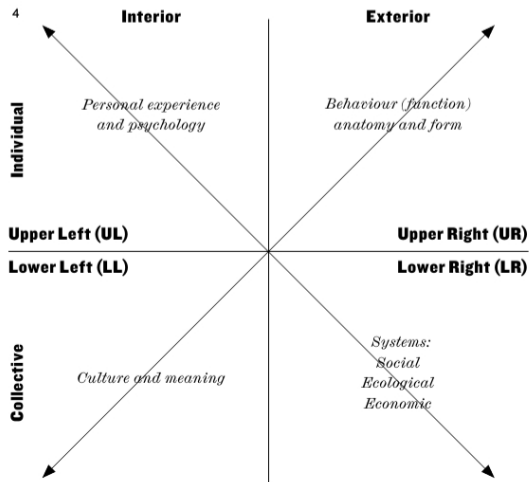 4
Interior
Exterior
Individual
Personal experience
and psychology
Behaviour (function)
anatomy and form
Upper Left (UL)
Upper Right (UR)
Lower Left (LL)
Lower Right (LR)
Collective
Culture and meaning
Systems:
Social
Ecological
Economic